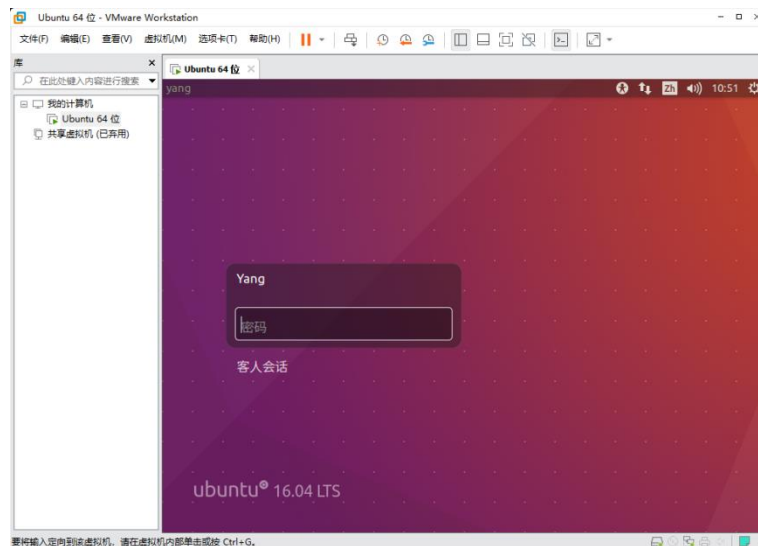 Ubuntu 64 位 - VMware Workstation
文件(F) 编辑(E) 查看(V) 虚拟机(M) 选项卡(T) 帮助(H)
库
在此处键入内容进行搜索
我的计算机
Ubuntu 64 位
共享虚拟机 (已弃用)
Ubuntu 64 位
yang
Zh
10:51
Yang
密码
客人会话
ubuntu® 16.04 LTS
要将输入定向到该虚拟机，请在虚拟机内部单击或按 Ctrl+G。